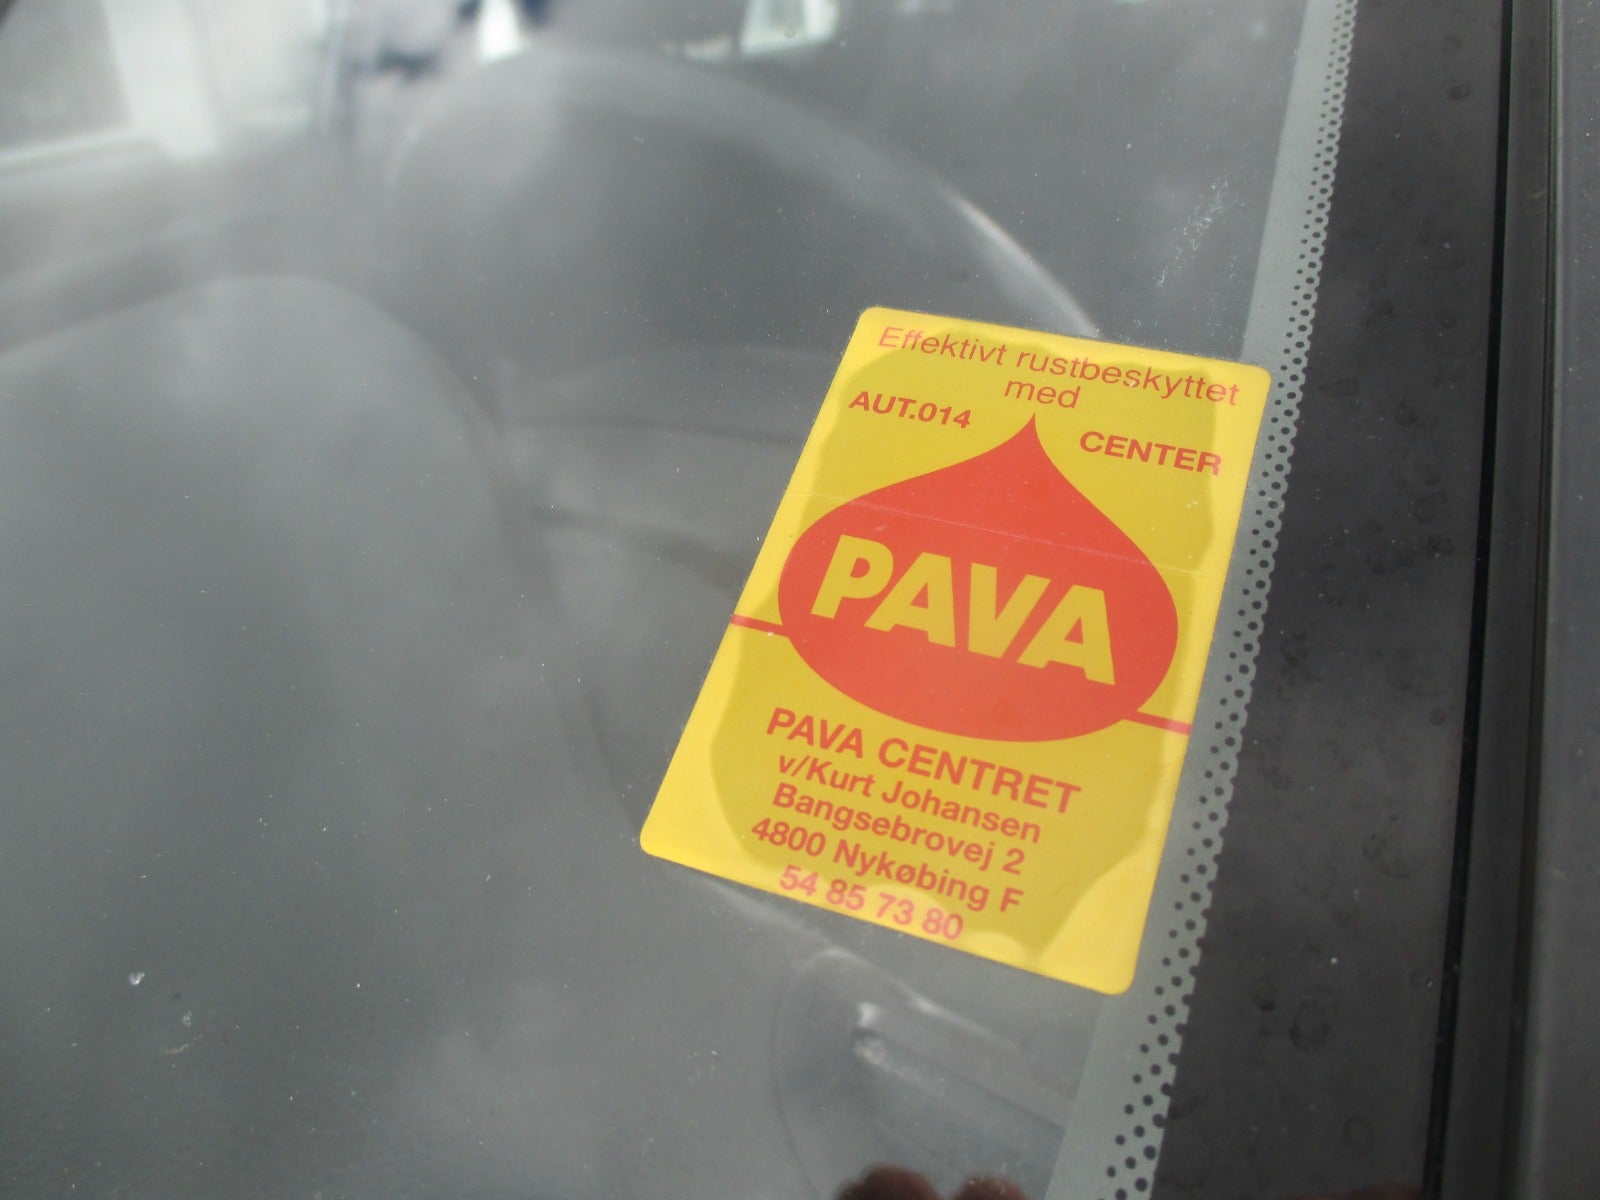 Effektivt rustbeskyttet
med
AUT.014 CENTER
PAVA
PAVA CENTRET
v/Kurt Johansen
Bangsebrovej 2
4800 Nykøbing F
54 85 73 80